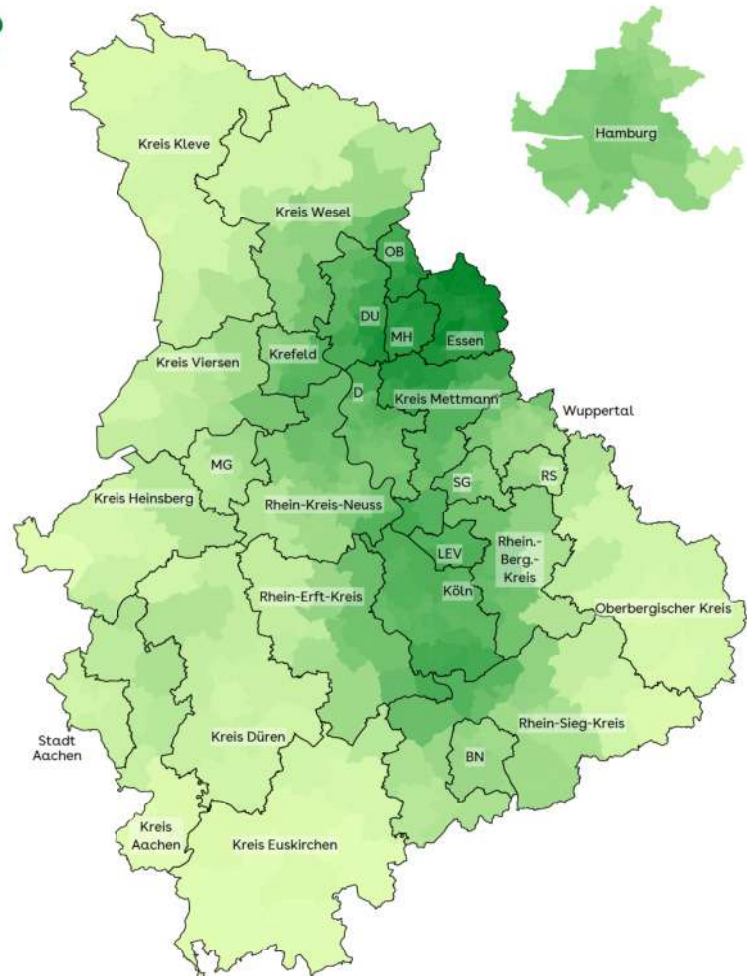 Hamburg
Kreis Kleve
Kreis Wesel
OB
DU
MH
Essen
Krefeld
Kreis Viersen
D
Kreis Mettmann
Wuppertal
MG
SG
RS
Kreis Heinsberg
Rhein-Kreis-Neuss
LEV
Rhein.-
Berg.-
Kreis
Rhein-Erft-Kreis
Köln
Oberbergischer Kreis
Stadt
Aachen
Kreis Düren
Rhein-Sieg-Kreis
BN
Kreis
Aachen
Kreis Euskirchen